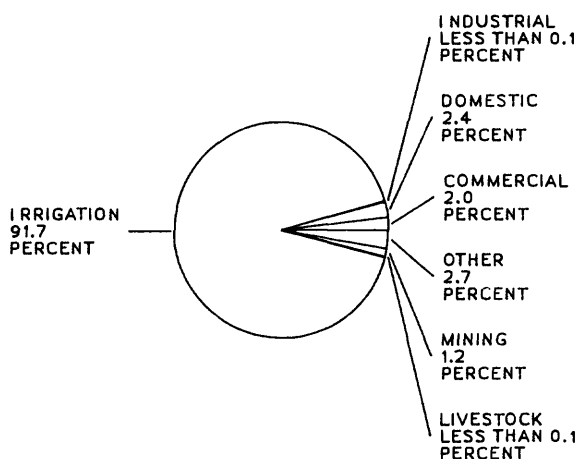 INDUSTRIAL
LESS THAN 0.1
PERCENT
DOMESTIC
2.4
PERCENT
COMMERCIAL
2.0
PERCENT
IRRIGATION
91.7
PERCENT
OTHER
2.7
PERCENT
MINING
1.2
PERCENT
LIVESTOCK
LESS THAN 0.1
PERCENT